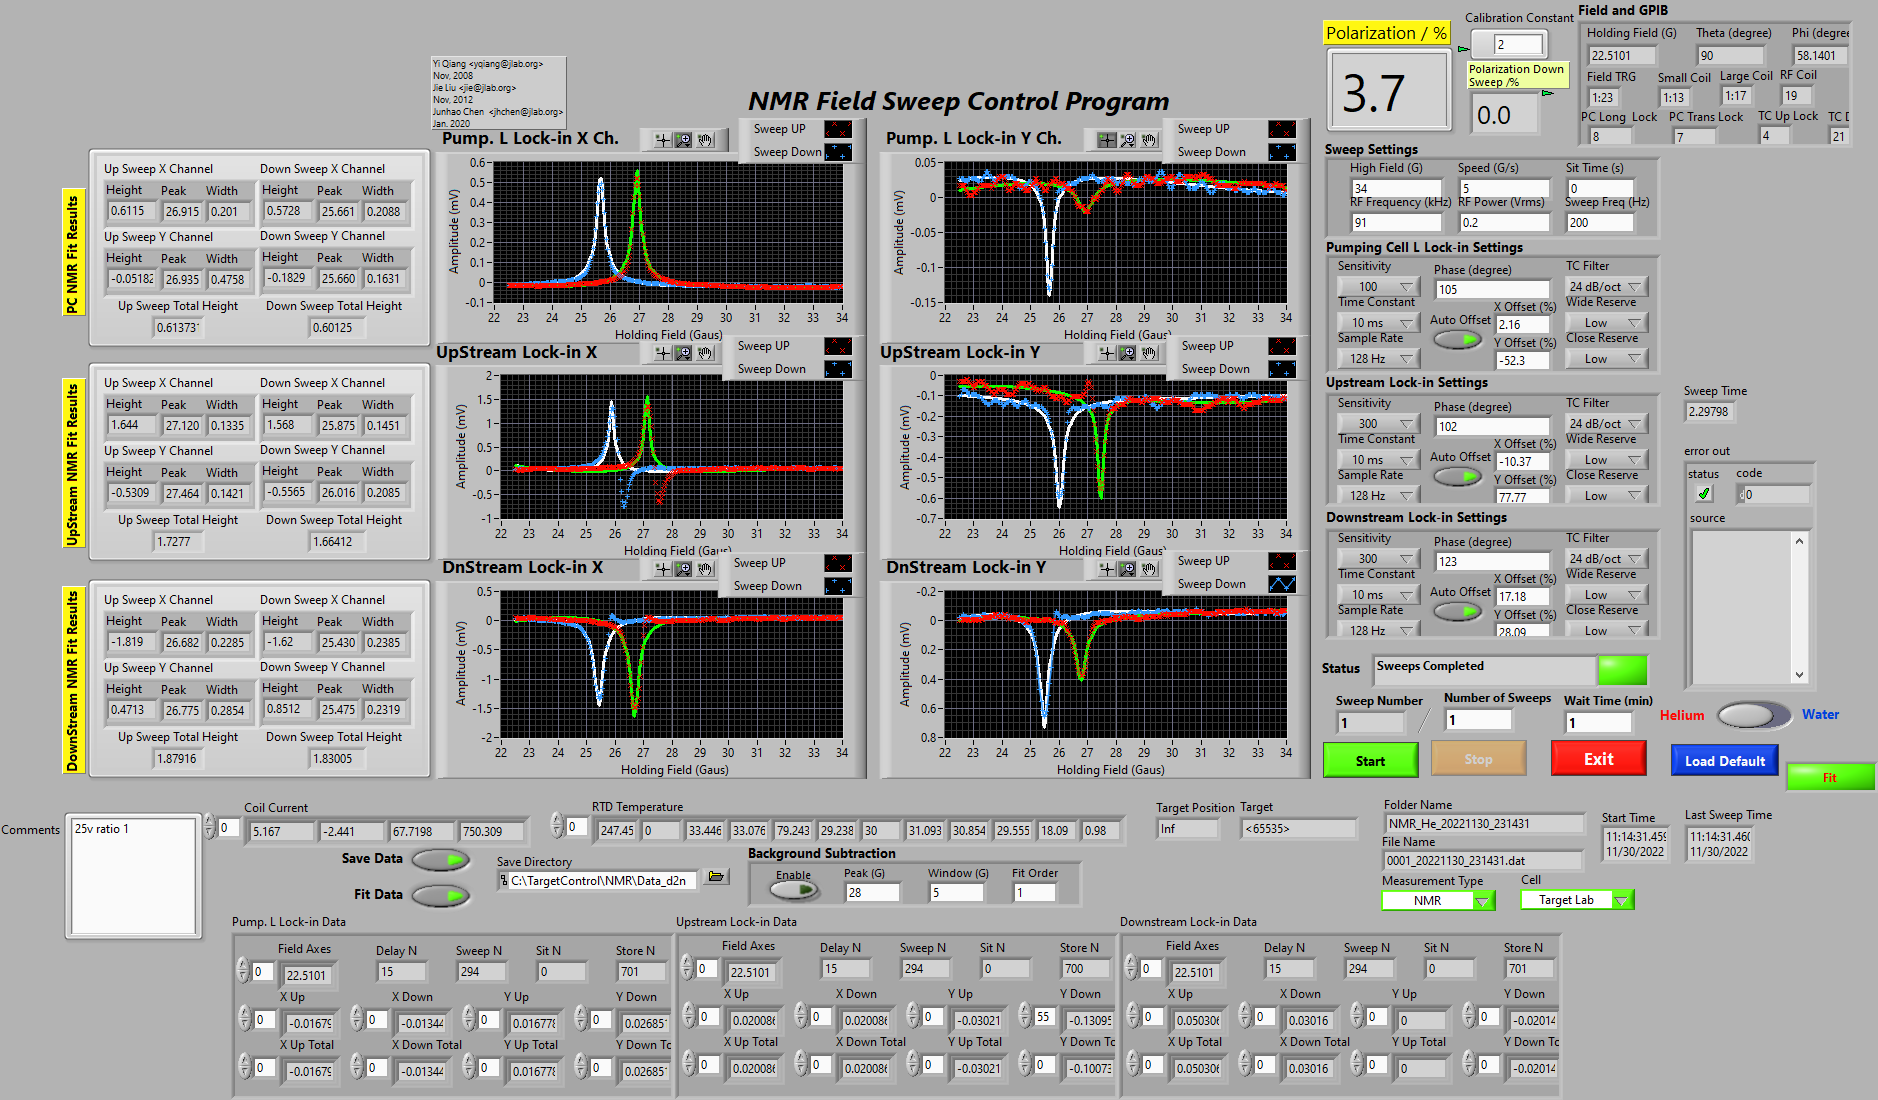 Yi Qiang <yqiang@jlab.org>
Nov, 2008
Jie Liu <jie@jlab.org>
Nov, 2012
Junhao Chen <jhchen@jlab.org>
Jan. 2020
NMR Field Sweep Control Program
Polarization / %
3.7
Calibration Constant
2
Polarization Down
Sweep /%
0.0
Field and GPIB
Holding Field (G) Theta (degree) Phi (degree
22.5101 90 58.1401
Field TRG Small Coil Large Coil RF Coil
1:23 1:13 1:17 19
PC Long Lock PC Trans Lock TC Up Lock TC D
8 7 4 21
PC NMR Fit Results
Up Sweep X Channel Down Sweep X Channel
Height Peak Width Height Peak Width
0.6115 26.915 0.201 0.5728 25.661 0.2088
Up Sweep Y Channel Down Sweep Y Channel
Height Peak Width Height Peak Width
-0.05182 26.935 0.4758 -0.1829 25.660 0.1631
Up Sweep Total Height Down Sweep Total Height
0.61373 0.60125
UpStream NMR Fit Results
Up Sweep X Channel Down Sweep X Channel
Height Peak Width Height Peak Width
1.644 27.120 0.1335 1.568 25.875 0.1451
Up Sweep Y Channel Down Sweep Y Channel
Height Peak Width Height Peak Width
-0.5309 27.464 0.1421 -0.5565 26.016 0.2085
Up Sweep Total Height Down Sweep Total Height
1.7277 1.66412
DownStream NMR Fit Results
Up Sweep X Channel Down Sweep X Channel
Height Peak Width Height Peak Width
-1.819 26.682 0.2285 -1.62 25.430 0.2385
Up Sweep Y Channel Down Sweep Y Channel
Height Peak Width Height Peak Width
0.4713 26.775 0.2854 0.8512 25.475 0.2319
Up Sweep Total Height Down Sweep Total Height
1.87916 1.83005
Pump. L Lock-in X Ch.
Sweep UP
Sweep Down
Amplitude (mV)
0.6
0.5
0.4
0.3
0.2
0.1
0
-0.1
22 23 24 25 26 27 28 29 30 31 32 33 34
Holding Field (Gaus)
Pump. L Lock-in Y Ch.
Sweep UP
Sweep Down
Amplitude (mV)
0.05
0
-0.05
-0.1
-0.15
22 23 24 25 26 27 28 29 30 31 32 33 34
Holding Field (Gaus)
UpStream Lock-in X
Sweep UP
Sweep Down
Amplitude (mV)
2
1.5
1
0.5
0
-0.5
-1
22 23 24 25 26 27 28 29 30 31 32 33 34
Holding Field (Gaus)
UpStream Lock-in Y
Sweep UP
Sweep Down
Amplitude (mV)
0
-0.1
-0.2
-0.3
-0.4
-0.5
-0.6
-0.7
22 23 24 25 26 27 28 29 30 31 32 33 34
Holding Field (Gaus)
DnStream Lock-in X
Sweep UP
Sweep Down
Amplitude (mV)
0.5
0
-0.5
-1
-1.5
-2
22 23 24 25 26 27 28 29 30 31 32 33 34
Holding Field (Gaus)
DnStream Lock-in Y
Sweep UP
Sweep Down
Amplitude (mV)
-0.2
0
0.2
0.4
0.6
0.8
22 23 24 25 26 27 28 29 30 31 32 33 34
Holding Field (Gaus)
Sweep Settings
High Field (G) Speed (G/s) Sit Time (s)
34 5 0
RF Frequency (kHz) RF Power (Vrms) Sweep Freq (Hz)
91 0.2 200
Pumping Cell L Lock-in Settings
Sensitivity Phase (degree) TC Filter
100 105 24 dB/oct
Time Constant X Offset (%) Wide Reserve
10 ms Auto Offset 2.16 Low
Sample Rate Y Offset (%) Close Reserve
128 Hz -52.3 Low
Upstream Lock-in Settings
Sensitivity Phase (degree) TC Filter
300 102 24 dB/oct
Time Constant X Offset (%) Wide Reserve
10 ms Auto Offset -10.37 Low
Sample Rate Y Offset (%) Close Reserve
128 Hz 77.77 Low
Downstream Lock-in Settings
Sensitivity Phase (degree) TC Filter
300 123 24 dB/oct
Time Constant X Offset (%) Wide Reserve
10 ms Auto Offset 17.18 Low
Sample Rate Y Offset (%) Close Reserve
128 Hz 28.09 Low
Sweep Time
2.29798
error out
status code
0
source
Status Sweeps Completed
Sweep Number Number of Sweeps Wait Time (min)
1 / 1 1
Helium Water
Start Stop Exit Load Default Fit
Comments
25v ratio 1
Coil Current
0 5.167 -2.441 67.7198 750.309
RTD Temperature
0 247.45 0 33.446 33.076 79.243 29.238 30 31.093 30.854 29.555 18.09 0.98
Target Position Target
Inf <65535>
Folder Name
NMR_He_20221130_231431
File Name
0001_20221130_231431.dat
Start Time
11:14:31.459
11/30/2022
Last Sweep Time
11:14:31.460
11/30/2022
Measurement Type Cell
NMR Target Lab
Save Data
Fit Data
Save Directory
C:\TargetControl\NMR\Data_d2n
Background Subtraction
Enable Peak (G) Window (G) Fit Order
28 5 1
Pump. L Lock-in Data
Field Axes Delay N Sweep N Sit N Store N
0 22.5101 15 294 0 701
X Up X Down Y Up Y Down
0 -0.01679 0 -0.01344 0 0.016778 0 0.02685
X Up Total X Down Total Y Up Total Y Down To
0 -0.01679 0 -0.01344 0 0.016778 0 0.02685
Upstream Lock-in Data
Field Axes Delay N Sweep N Sit N Store N
0 22.5101 15 294 0 700
X Up X Down Y Up Y Down
0 0.020086 0 0.020086 0 -0.03021 55 -0.13095
X Up Total X Down Total Y Up Total Y Down To
0 0.020086 0 0.020086 0 -0.03021 0 -0.10073
Downstream Lock-in Data
Field Axes Delay N Sweep N Sit N Store N
0 22.5101 15 294 0 701
X Up X Down Y Up Y Down
0 0.050306 0 0.03016 0 0 0 -0.02014
X Up Total X Down Total Y Up Total Y Down To
0 0.050306 0 0.03016 0 0 0 -0.02014